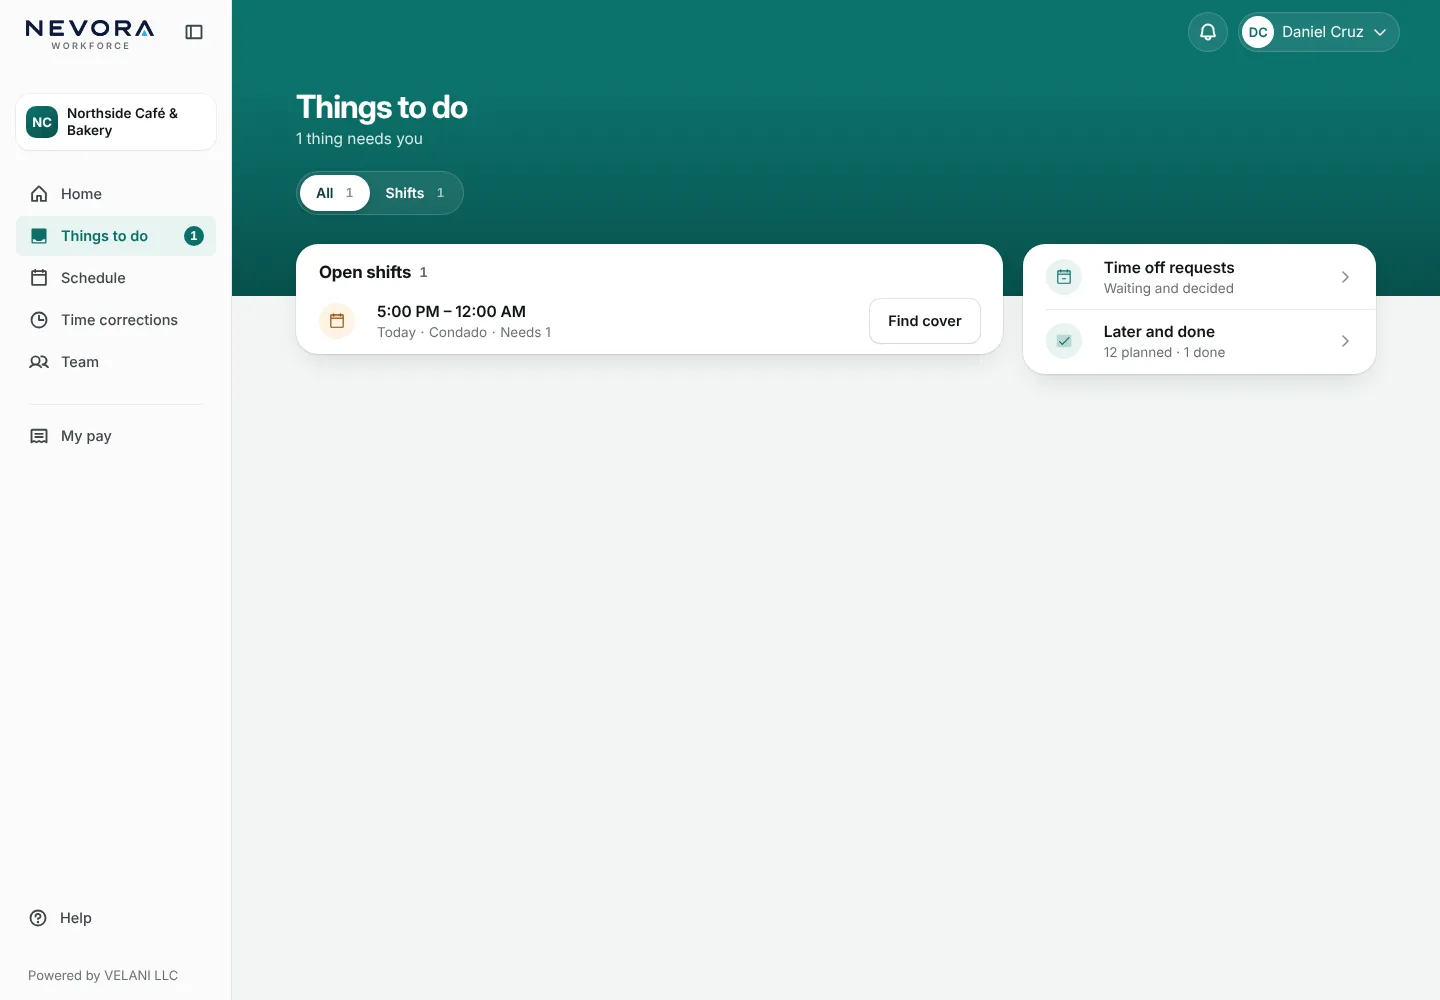 NEVORA
WORKFORCE
NC
Northside Café &
Bakery
Home
Things to do 1
Schedule
Time corrections
Team
My pay
Help
Powered by VELANI LLC
DC Daniel Cruz
Things to do
1 thing needs you
All 1 Shifts 1
Open shifts 1
5:00 PM – 12:00 AM
Today · Condado · Needs 1
Find cover
Time off requests
Waiting and decided
Later and done
12 planned · 1 done